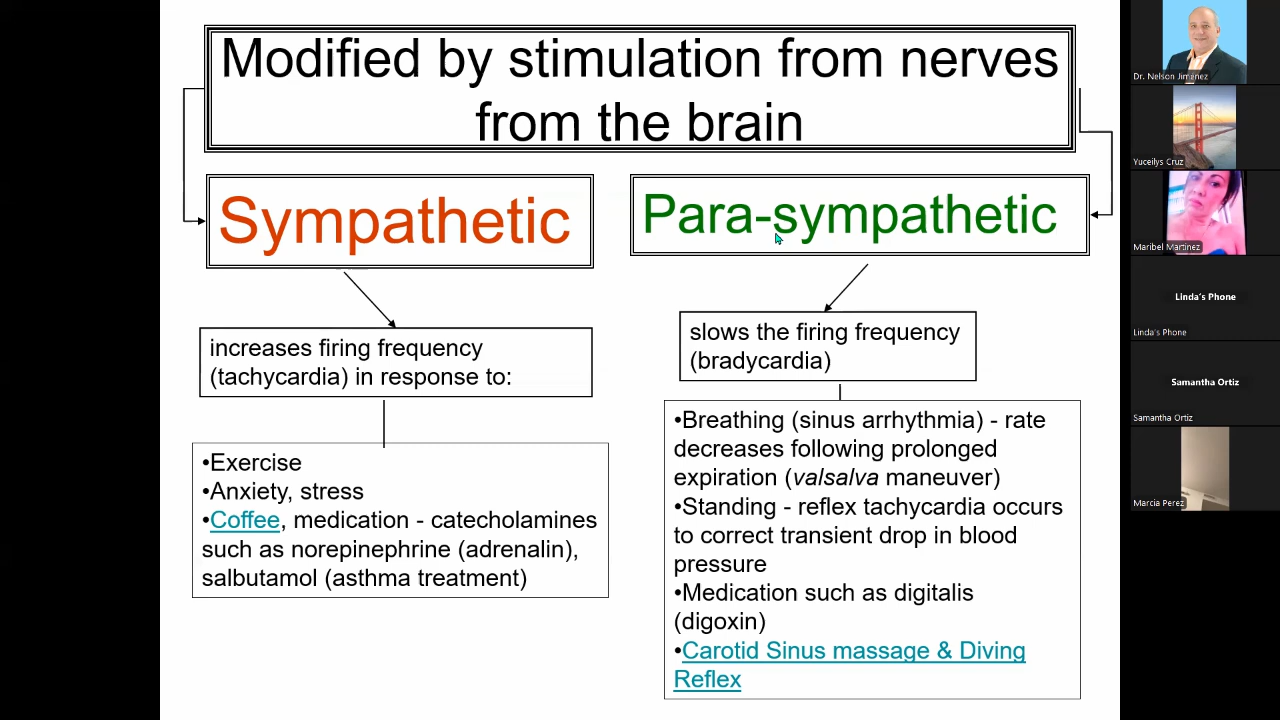 Modified by stimulation from nerves
from the brain
Sympathetic
Para-sympathetic
increases firing frequency
(tachycardia) in response to:
slows the firing frequency
(bradycardia)
•Exercise
•Anxiety, stress
•Coffee, medication - catecholamines
such as norepinephrine (adrenalin),
salbutamol (asthma treatment)
•Breathing (sinus arrhythmia) - rate
decreases following prolonged
expiration (valsalva maneuver)
•Standing - reflex tachycardia occurs
to correct transient drop in blood
pressure
•Medication such as digitalis
(digoxin)
•Carotid Sinus massage & Diving
Reflex
Dr. Nelson Jiménez
Yuceilys Cruz
Maribel Martinez
Linda's Phone
Linda's Phone
Samantha Ortiz
Samantha Ortiz
Marcia Perez